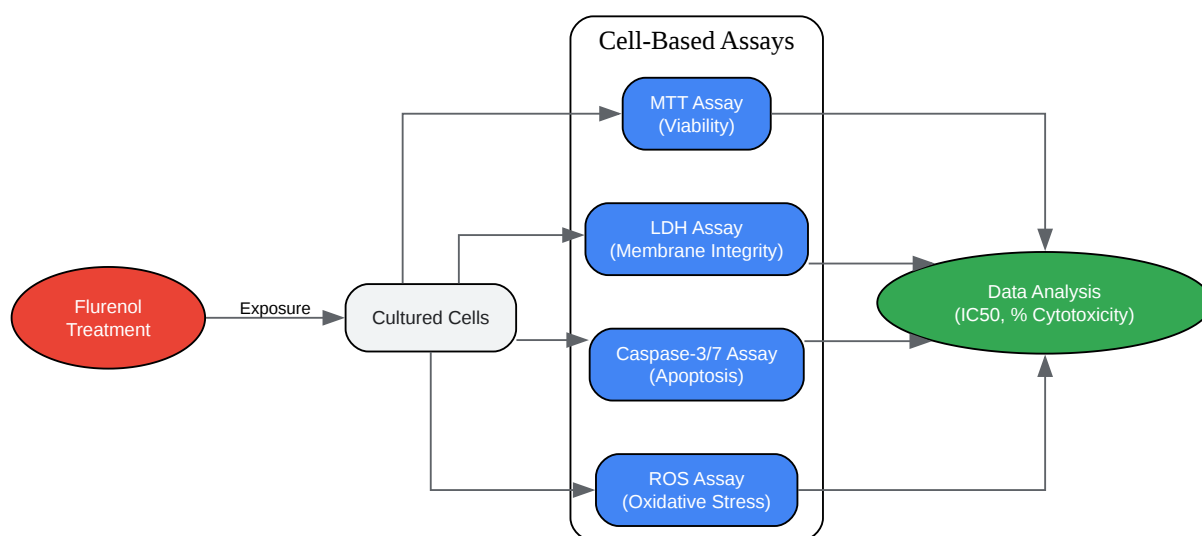 Cell-Based Assays
MTT Assay
(Viability)
LDH Assay
(Membrane Integrity)
Flurenol
Treatment
Exposure
Cultured Cells
Data Analysis
(IC50, % Cytotoxicity)
Caspase-3/7 Assay
(Apoptosis)
ROS Assay
(Oxidative Stress)